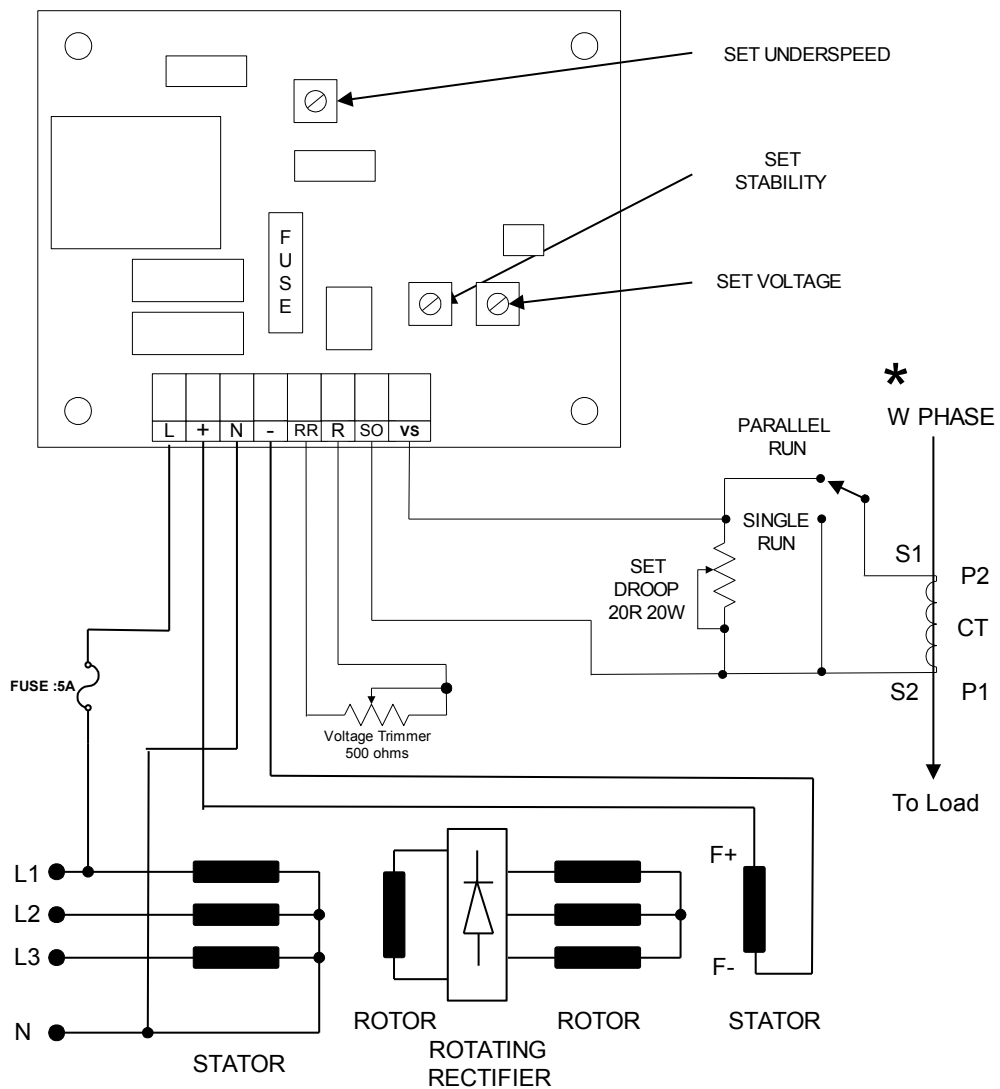 SET UNDERSPEED
SET
STABILITY
FUSE
SET VOLTAGE
*
W PHASE
L + N - RR R SO VS
PARALLEL
RUN
SINGLE
RUN
SET
DROOP
20R 20W
S1
P2
CT
S2
P1
FUSE :5A
Voltage Trimmer
500 ohms
To Load
L1
L2
L3
N
F+
F-
STATOR
ROTOR
ROTATING
RECTIFIER
ROTOR
STATOR